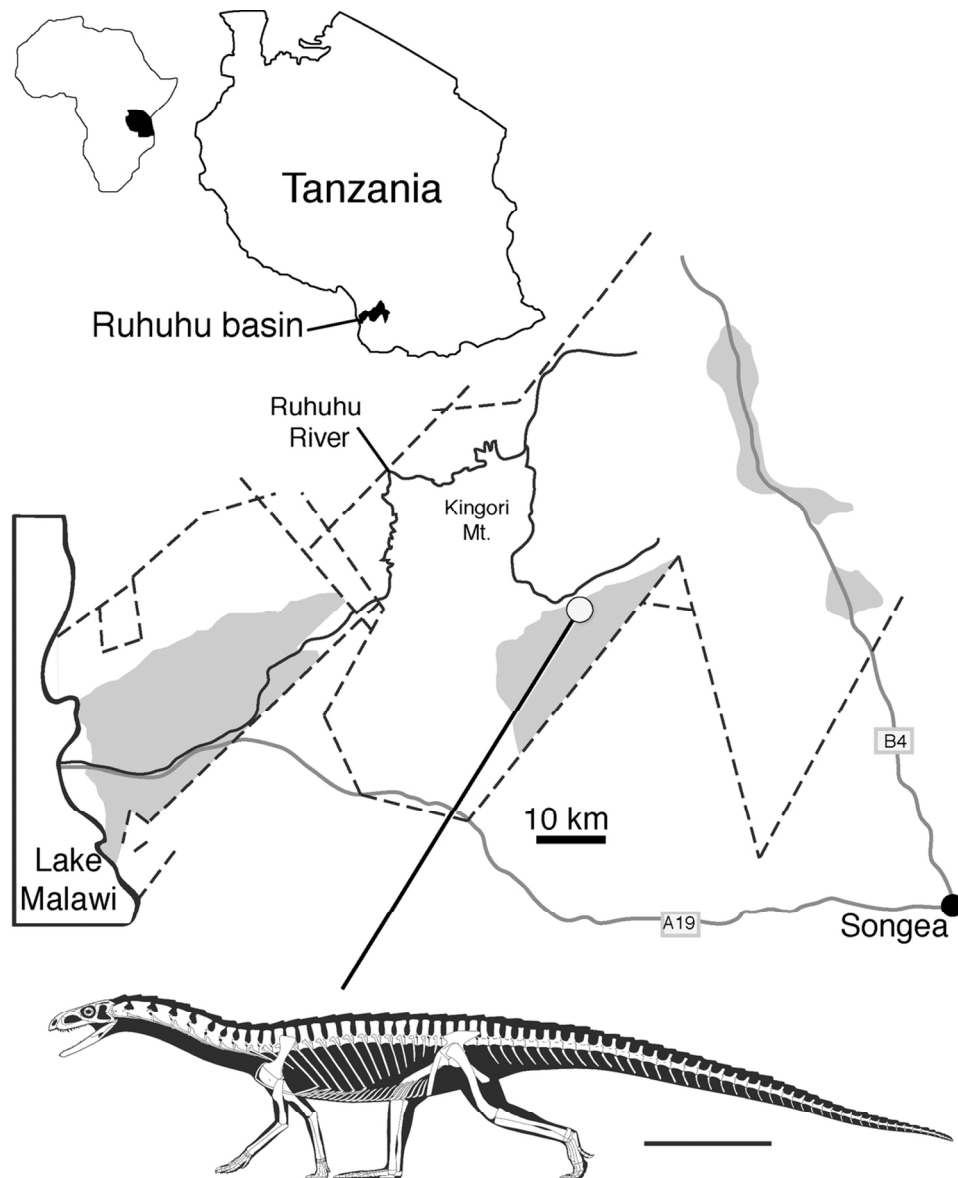 Tanzania
Ruhuhu basin
Ruhuhu
River
Kingori
Mt.
B4
10 km
Lake
Malawi
A19
Songea